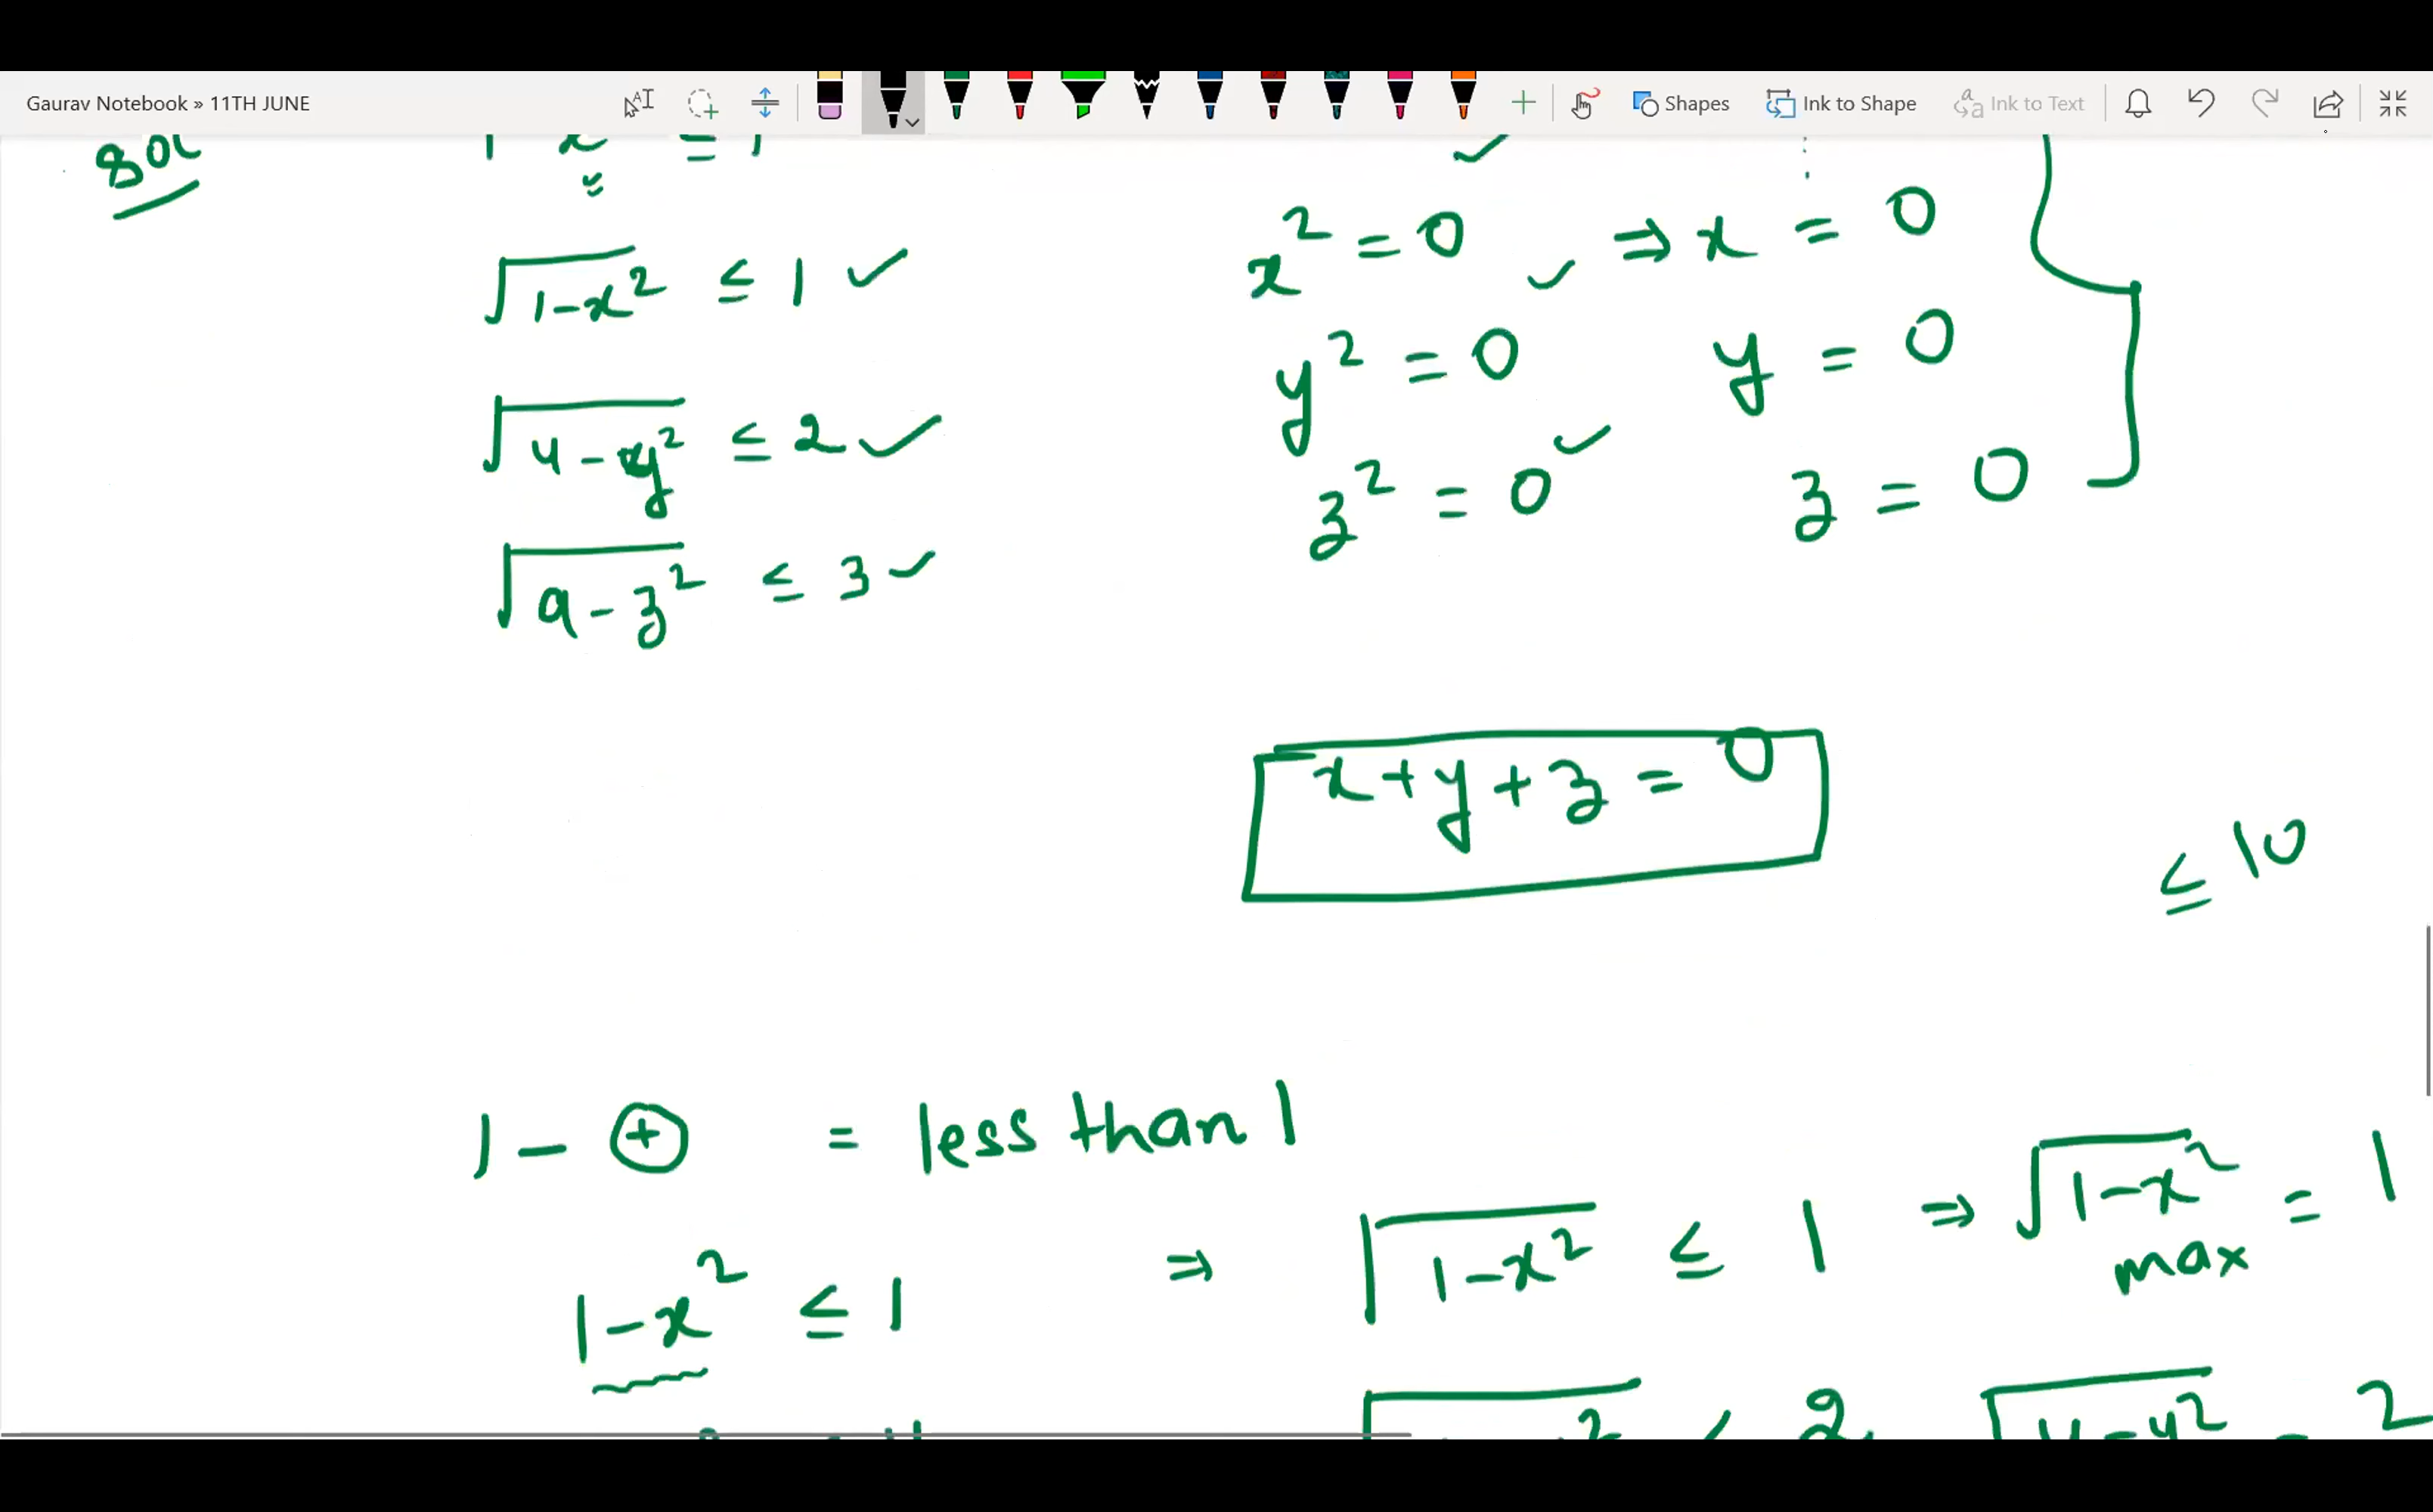 Gaurav Notebook » 11TH JUNE
Shapes
Ink to Shape
Ink to Text
sol
√1-x² ≤ 1 ✓
x² = 0 ✓ ⇒ x = 0
√4-y² ≤ 2 ✓
y² = 0 ✓ y = 0
√9-z² ≤ 3 ✓
z² = 0 z = 0
x+y+z = 0
≤ 10
1 - ⊕ = less than 1
1-x² ≤ 1 ⇒ √1-x² ≤ 1 ⇒ √1-x² = 1
max